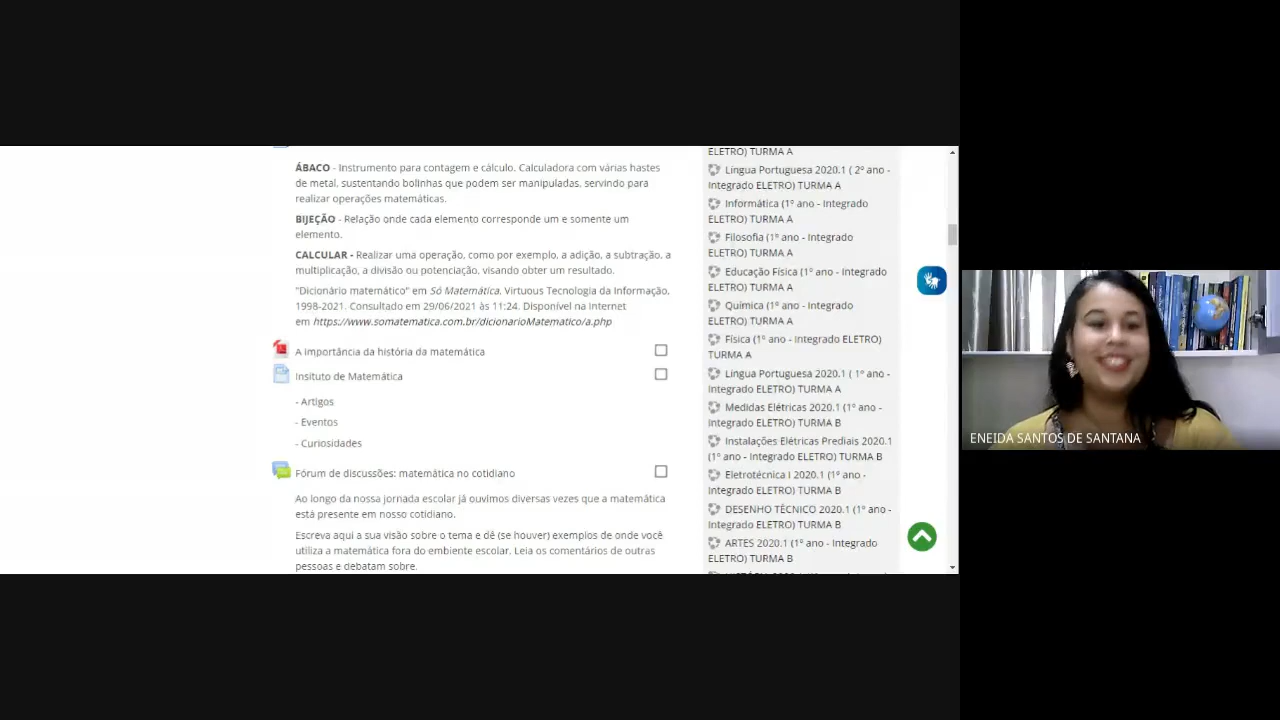 ÁBACO - Instrumento para contagem e cálculo. Calculadora com várias hastes
de metal, sustentando bolinhas que podem ser manipuladas, servindo para
realizar operações matemáticas.
BIJEÇÃO - Relação onde cada elemento corresponde um e somente um
elemento.
CALCULAR - Realizar uma operação, como por exemplo, a adição, a subtração, a
multiplicação, a divisão ou potenciação, visando obter um resultado.
"Dicionário matemático" em Só Matemática. Virtuous Tecnologia da Informação,
1998-2021. Consultado em 29/06/2021 às 11:24. Disponível na Internet
em https://www.somatematica.com.br/dicionarioMatematico/a.php
A importância da história da matemática
Insituto de Matemática
- Artigos
- Eventos
- Curiosidades
Fórum de discussões: matemática no cotidiano
Ao longo da nossa jornada escolar já ouvimos diversas vezes que a matemática
está presente em nosso cotidiano.
Escreva aqui a sua visão sobre o tema e dê (se houver) exemplos de onde você
utiliza a matemática fora do ambiente escolar. Leia os comentários de outras
pessoas e debatam sobre.
ELETRO) TURMA A
Língua Portuguesa 2020.1 ( 2º ano -
Integrado ELETRO) TURMA A
Informática (1º ano - Integrado
ELETRO) TURMA A
Filosofia (1º ano - Integrado
ELETRO) TURMA A
Educação Física (1º ano - Integrado
ELETRO) TURMA A
Química (1º ano - Integrado
ELETRO) TURMA A
Física (1º ano - Integrado ELETRO)
TURMA A
Língua Portuguesa 2020.1 ( 1º ano -
Integrado ELETRO) TURMA A
Medidas Elétricas 2020.1 (1º ano -
Integrado ELETRO) TURMA B
Instalações Elétricas Prediais 2020.1
(1º ano - Integrado ELETRO) TURMA B
Eletrotécnica I 2020.1 (1º ano -
Integrado ELETRO) TURMA B
DESENHO TÉCNICO 2020.1 (1º ano -
Integrado ELETRO) TURMA B
ARTES 2020.1 (1º ano - Integrado
ELETRO) TURMA B
ENEIDA SANTOS DE SANTANA